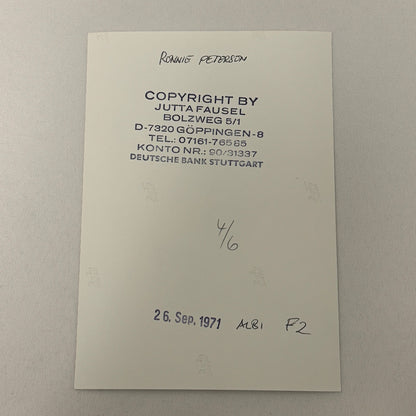 RONNIE PETERSON
COPYRIGHT BY
JUTTA FAUSEL
BOLZWEG 5/1
D-7320 GÖPPINGEN-8
TEL.: 07161-76585
KONTO NR.: 90/31337
DEUTSCHE BANK STUTTGART
4/6
26. Sep. 1971 ALBI F2